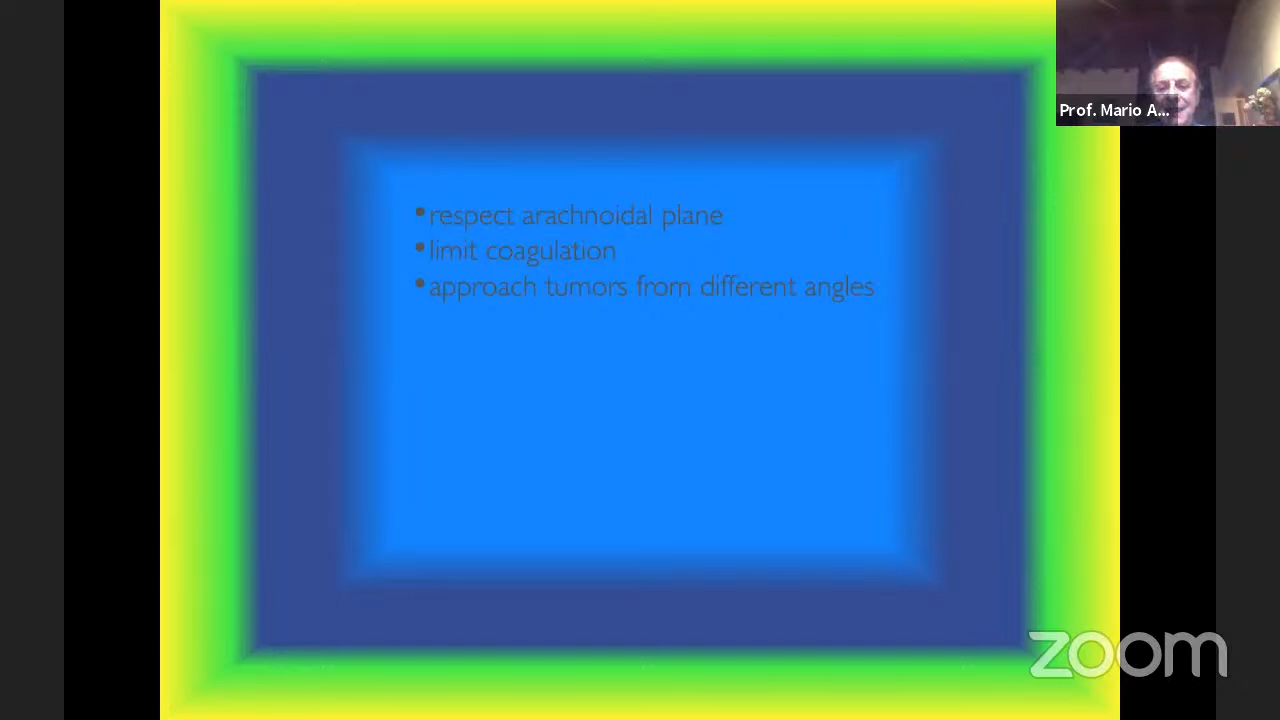 Prof. Mario A...
•respect arachnoidal plane
•limit coagulation
•approach tumors from different angles
zoom